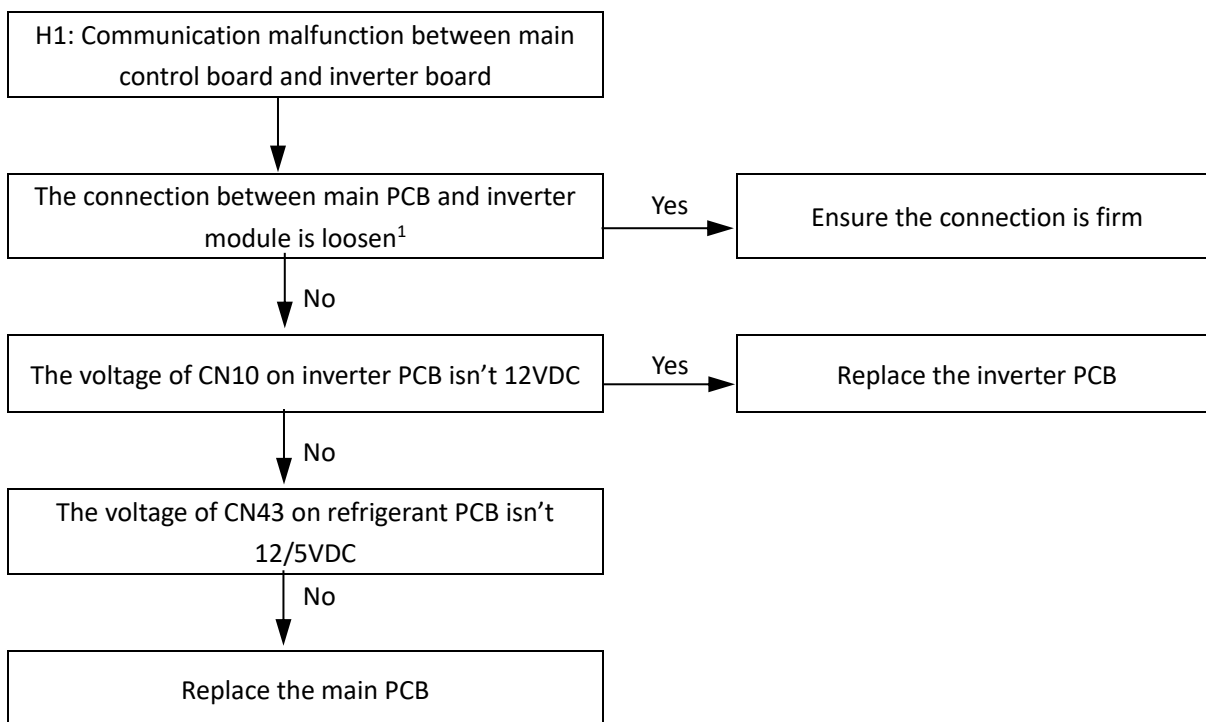 H1: Communication malfunction between main
control board and inverter board
The connection between main PCB and inverter
module is loosen¹
Yes
Ensure the connection is firm
No
The voltage of CN10 on inverter PCB isn’t 12VDC
Yes
Replace the inverter PCB
No
The voltage of CN43 on refrigerant PCB isn’t
12/5VDC
No
Replace the main PCB